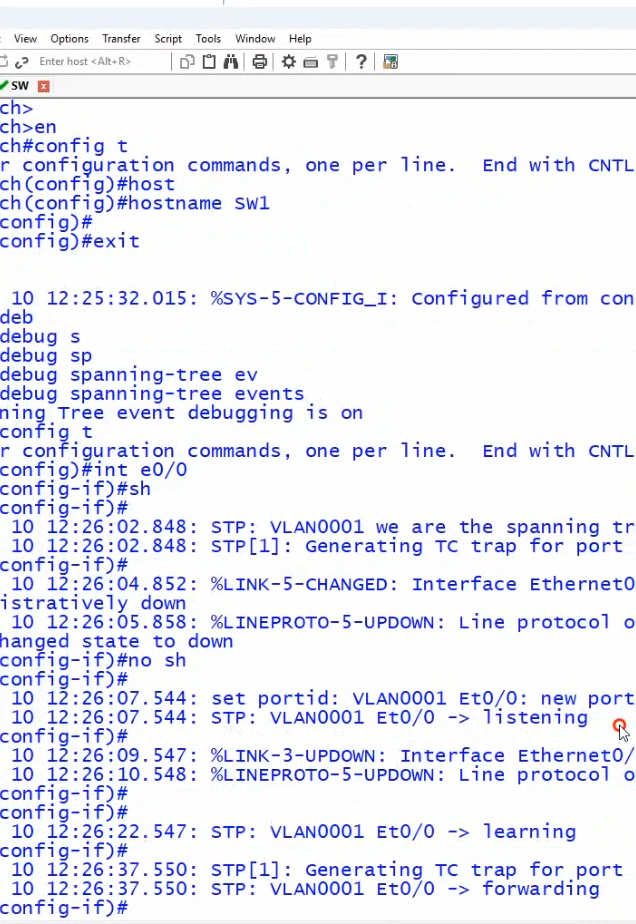 View Options Transfer Script Tools Window Help
Enter host <Alt+R>
SW
ch>
ch>en
ch#config t
r configuration commands, one per line.  End with CNTL
ch(config)#host
ch(config)#hostname SW1
config)#
config)#exit
10 12:25:32.015: %SYS-5-CONFIG_I: Configured from con
deb
debug s
debug sp
debug spanning-tree ev
debug spanning-tree events
ning Tree event debugging is on
config t
r configuration commands, one per line.  End with CNTL
config)#int e0/0
config-if)#sh
config-if)#
10 12:26:02.848: STP: VLAN0001 we are the spanning tr
10 12:26:02.848: STP[1]: Generating TC trap for port
config-if)#
10 12:26:04.852: %LINK-5-CHANGED: Interface Ethernet0
istratively down
10 12:26:05.858: %LINEPROTO-5-UPDOWN: Line protocol o
hanged state to down
config-if)#no sh
config-if)#
10 12:26:07.544: set portid: VLAN0001 Et0/0: new port
10 12:26:07.544: STP: VLAN0001 Et0/0 -> listening
config-if)#
10 12:26:09.547: %LINK-3-UPDOWN: Interface Ethernet0/
10 12:26:10.548: %LINEPROTO-5-UPDOWN: Line protocol o
config-if)#
config-if)#
10 12:26:22.547: STP: VLAN0001 Et0/0 -> learning
config-if)#
10 12:26:37.550: STP[1]: Generating TC trap for port
10 12:26:37.550: STP: VLAN0001 Et0/0 -> forwarding
config-if)#